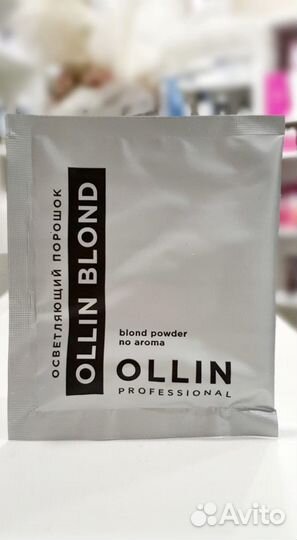 ОСВЕТЛЯЮЩИЙ ПОРОШОК
OLLIN BLOND
blond powder
no aroma
OLLIN
PROFESSIONAL
Avito